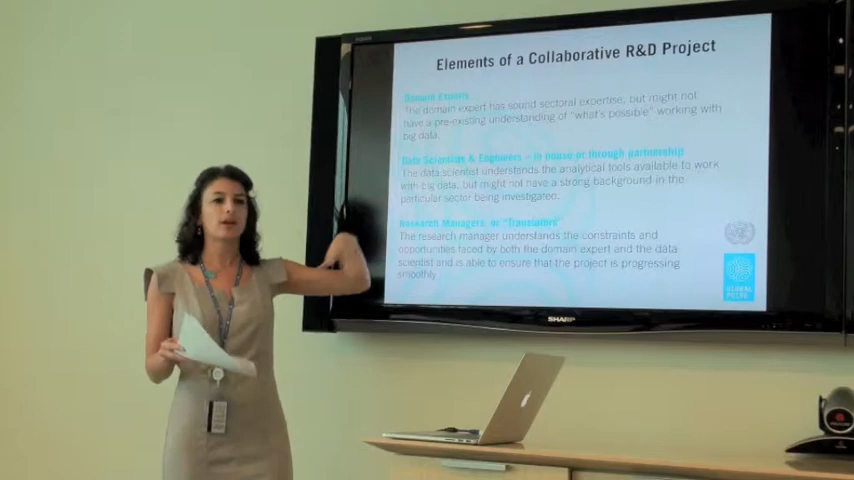 SHARP
Elements of a Collaborative R&D Project
Domain Experts
The domain expert has sound sectoral expertise, but might not
have a pre-existing understanding of "what's possible" working with
big data.
Data Scientists & Engineers – in house or through partnership
The data scientist understands the analytical tools available to work
with big data, but might not have a strong background in the
particular sector being investigated.
Research Managers, or "Translators"
The research manager understands the constraints and
opportunities faced by both the domain expert and the data
scientist and is able to ensure that the project is progressing
smoothly.
GLOBAL
PULSE